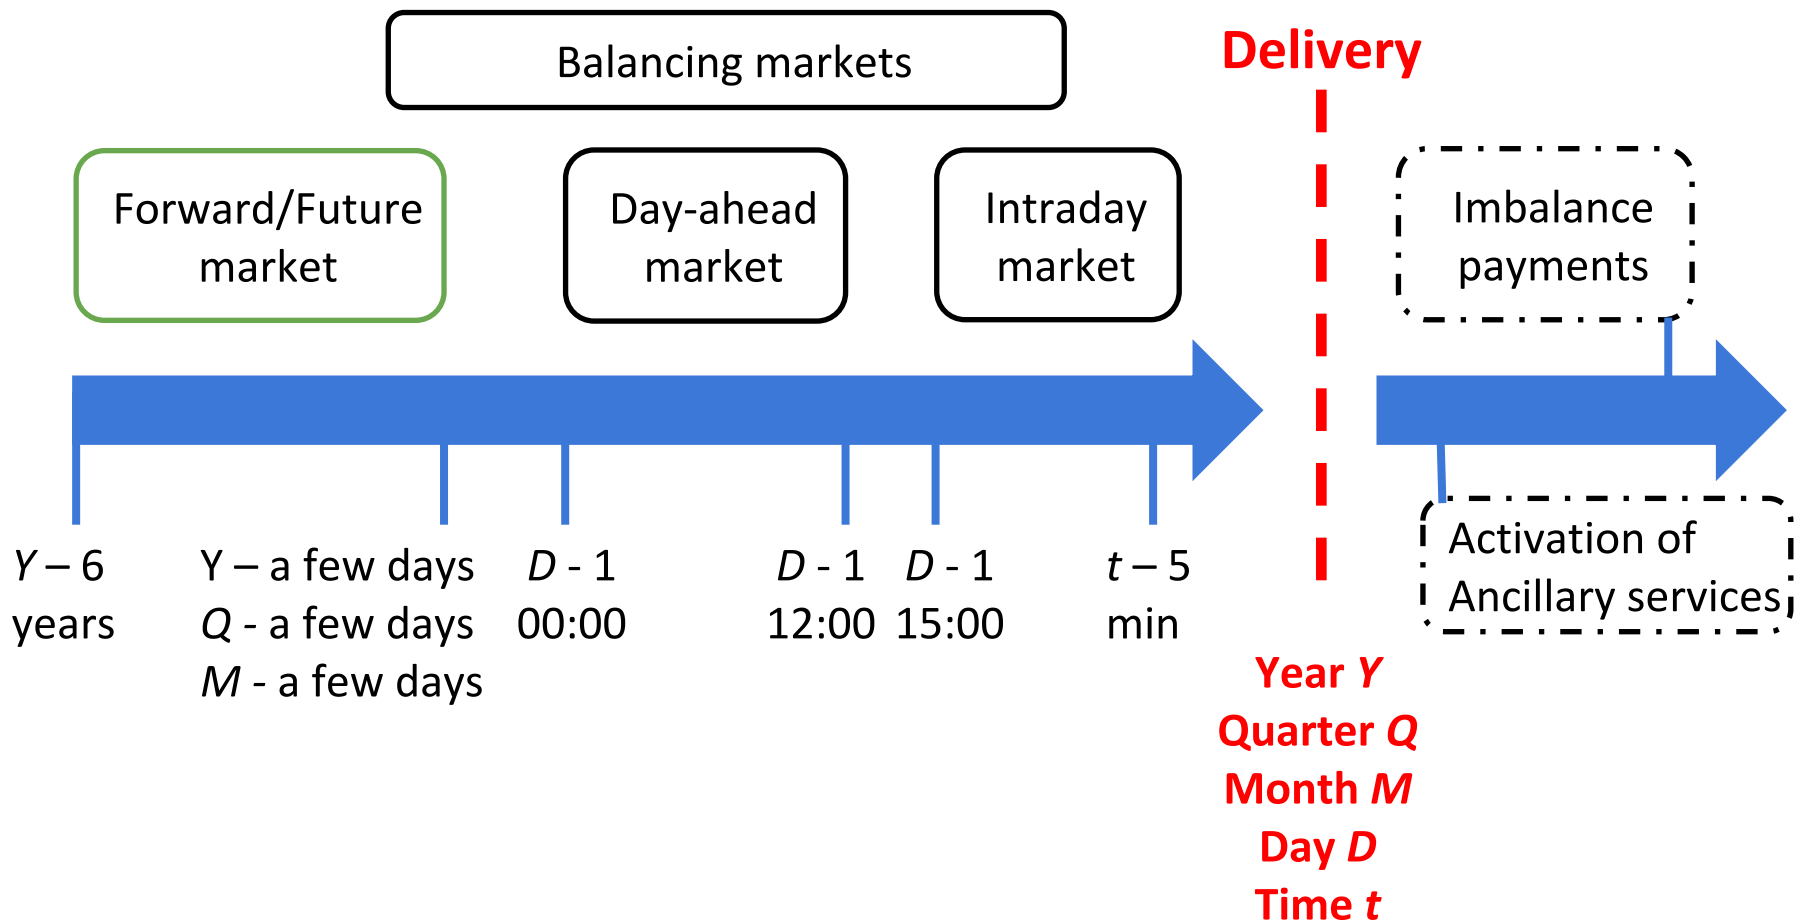 Balancing markets
Delivery
Forward/Future
market
Day-ahead
market
Intraday
market
Imbalance
payments
Y – 6
years
Y – a few days
Q - a few days
M - a few days
D - 1
00:00
D - 1
12:00
D - 1
15:00
t – 5
min
Activation of
Ancillary services
Year Y
Quarter Q
Month M
Day D
Time t